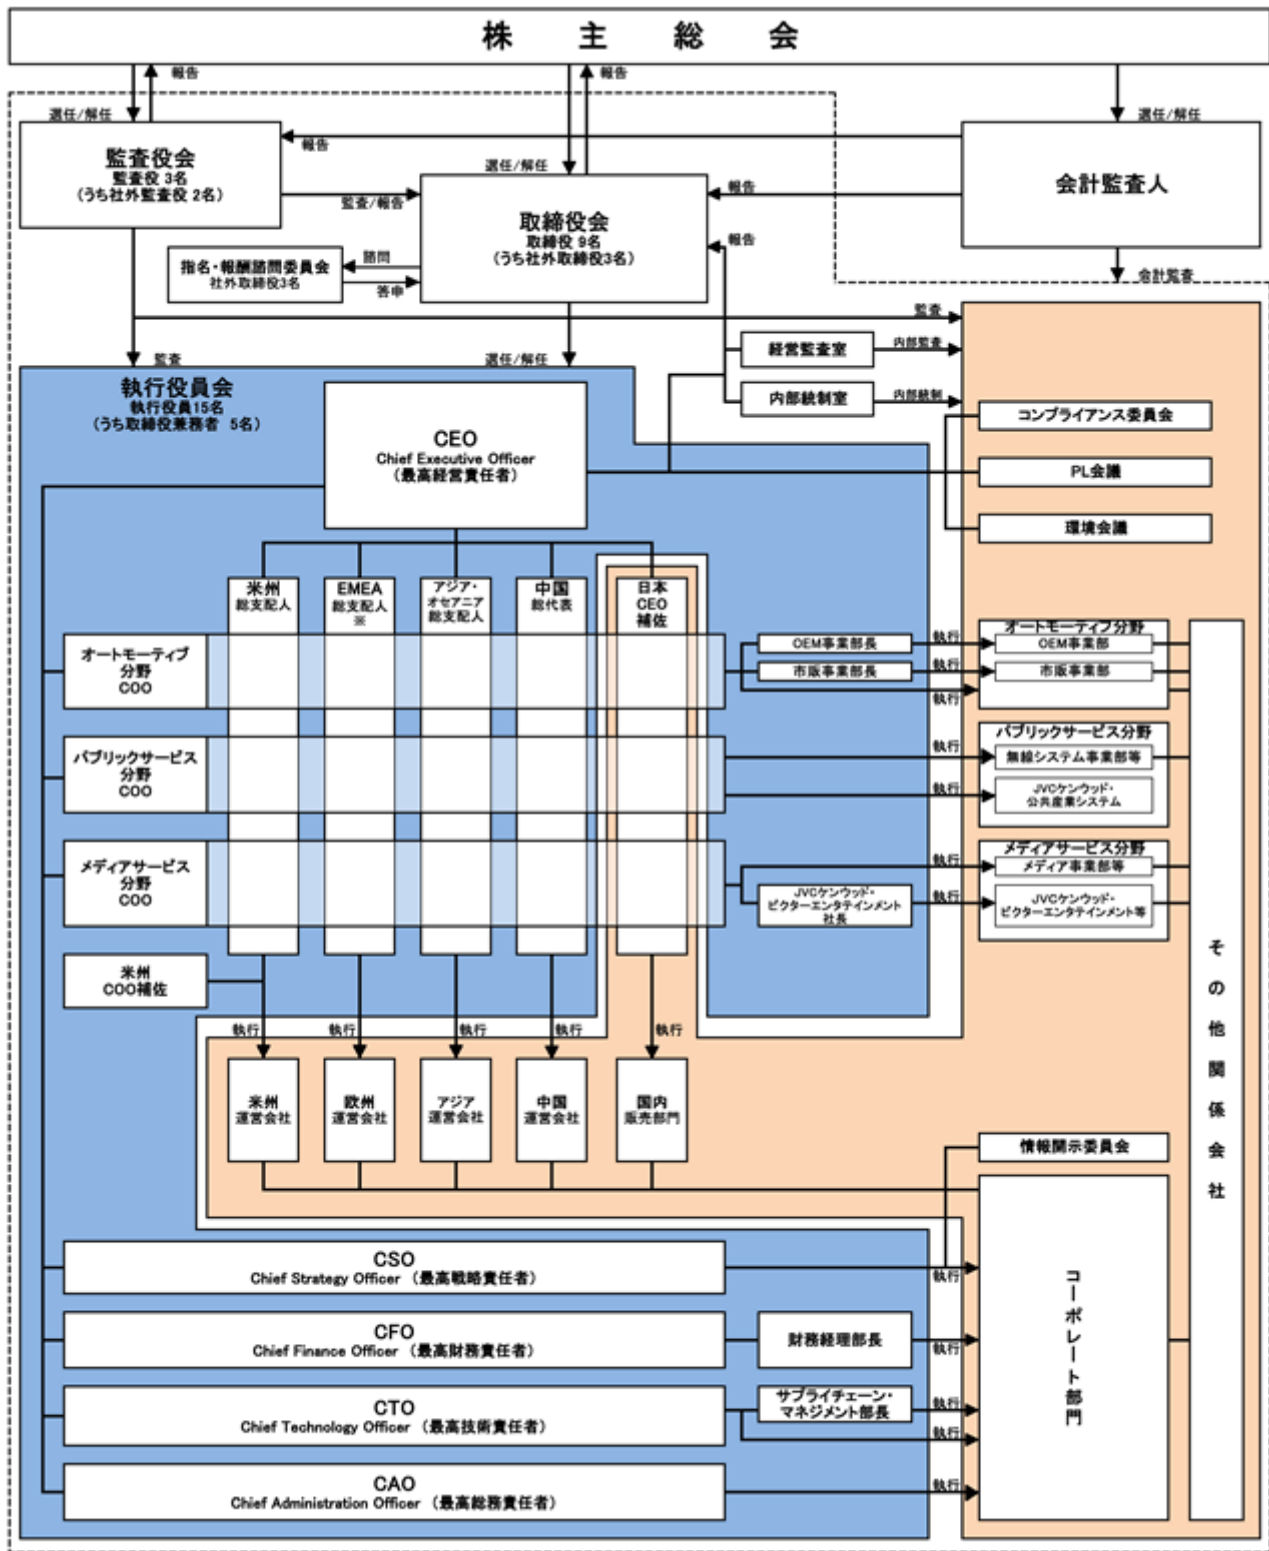 株主総会
報告
報告
選任/解任
選任/解任
監査役会
監査役 3名
(うち社外監査役 2名)
報告
会計監査人
選任/解任
監査/報告
報告
取締役会
取締役 9名
(うち社外取締役3名)
報告
指名・報酬諮問委員会
社外取締役3名
諮問
答申
会計監査
監査
監査
選任/解任
経営監査室
内部監査
内部統制室
内部統制
執行役員会
執行役員15名
(うち取締役兼務者 5名)
CEO
Chief Executive Officer
(最高経営責任者)
コンプライアンス委員会
PL会議
環境会議
米州
総支配人
EMEA
総支配人
※
アジア・
オセアニア
総支配人
中国
総代表
日本
CEO
補佐
オートモーティブ
分野
COO
OEM事業部長
市販事業部長
執行
執行
執行
オートモーティブ分野
OEM事業部
市販事業部
パブリックサービス
分野
COO
執行
執行
パブリックサービス分野
無線システム事業部等
JVCケンウッド・
公共産業システム
メディアサービス
分野
COO
JVCケンウッド・
ビクターエンタテインメント
社長
執行
執行
メディアサービス分野
メディア事業部等
JVCケンウッド・
ビクターエンタテインメント等
その他関係会社
米州
COO補佐
執行
執行
執行
執行
執行
米州
運営会社
欧州
運営会社
アジア
運営会社
中国
運営会社
国内
販売部門
情報開示委員会
コーポレート部門
CSO
Chief Strategy Officer (最高戦略責任者)
執行
CFO
Chief Finance Officer (最高財務責任者)
財務経理部長
執行
CTO
Chief Technology Officer (最高技術責任者)
サプライチェーン・
マネジメント部長
執行
執行
CAO
Chief Administration Officer (最高総務責任者)
執行